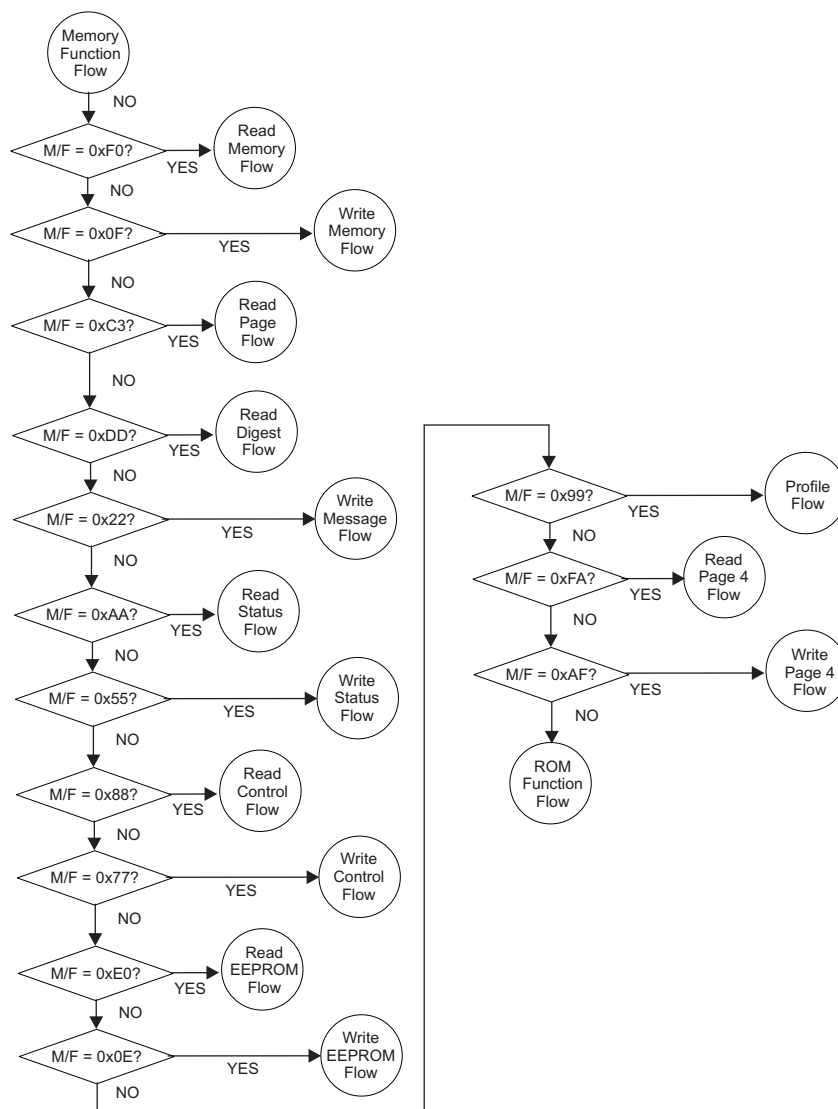 Memory
Function
Flow
NO
M/F = 0xF0?
YES
Read
Memory
Flow
NO
M/F = 0x0F?
YES
Write
Memory
Flow
NO
M/F = 0xC3?
YES
Read
Page
Flow
NO
M/F = 0xDD?
YES
Read
Digest
Flow
NO
M/F = 0x22?
YES
Write
Message
Flow
NO
M/F = 0xAA?
YES
Read
Status
Flow
NO
M/F = 0x55?
YES
Write
Status
Flow
NO
M/F = 0x88?
YES
Read
Control
Flow
NO
M/F = 0x77?
YES
Write
Control
Flow
NO
M/F = 0xE0?
YES
Read
EEPROM
Flow
NO
M/F = 0x0E?
YES
Write
EEPROM
Flow
NO
M/F = 0x99?
YES
Profile
Flow
NO
M/F = 0xFA?
YES
Read
Page 4
Flow
NO
M/F = 0xAF?
YES
Write
Page 4
Flow
NO
ROM
Function
Flow